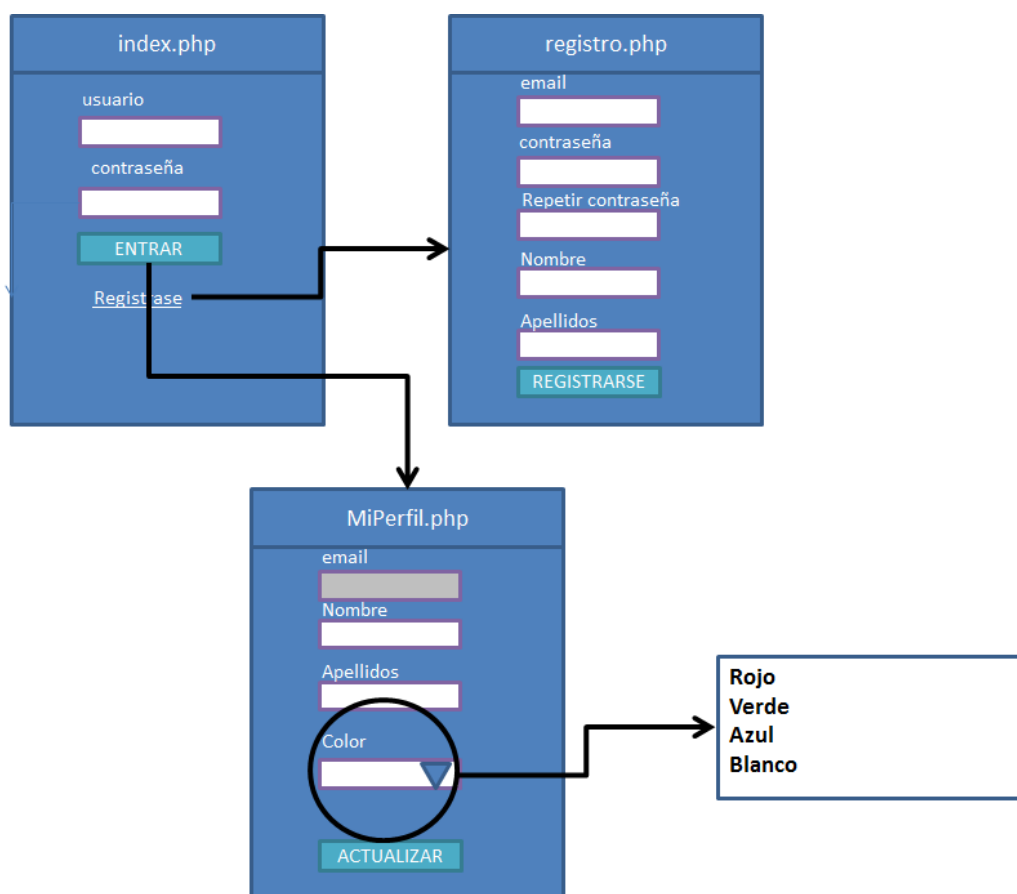 index.php
usuario
contraseña
ENTRAR
Registrase
registro.php
email
contraseña
Repetir contraseña
Nombre
Apellidos
REGISTRARSE
MiPerfil.php
email
Nombre
Apellidos
Color
ACTUALIZAR
Rojo
Verde
Azul
Blanco